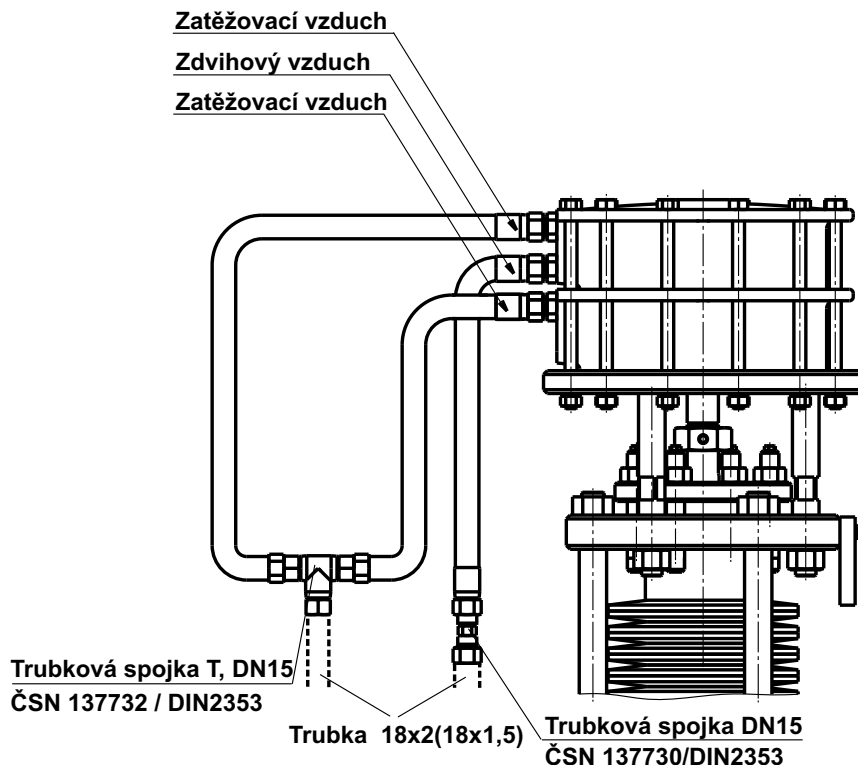 Zatěžovací vzduch
Zdvihový vzduch
Zatěžovací vzduch
Trubková spojka T, DN15
ČSN 137732 / DIN2353
Trubka 18x2(18x1,5)
Trubková spojka DN15
ČSN 137730/DIN2353